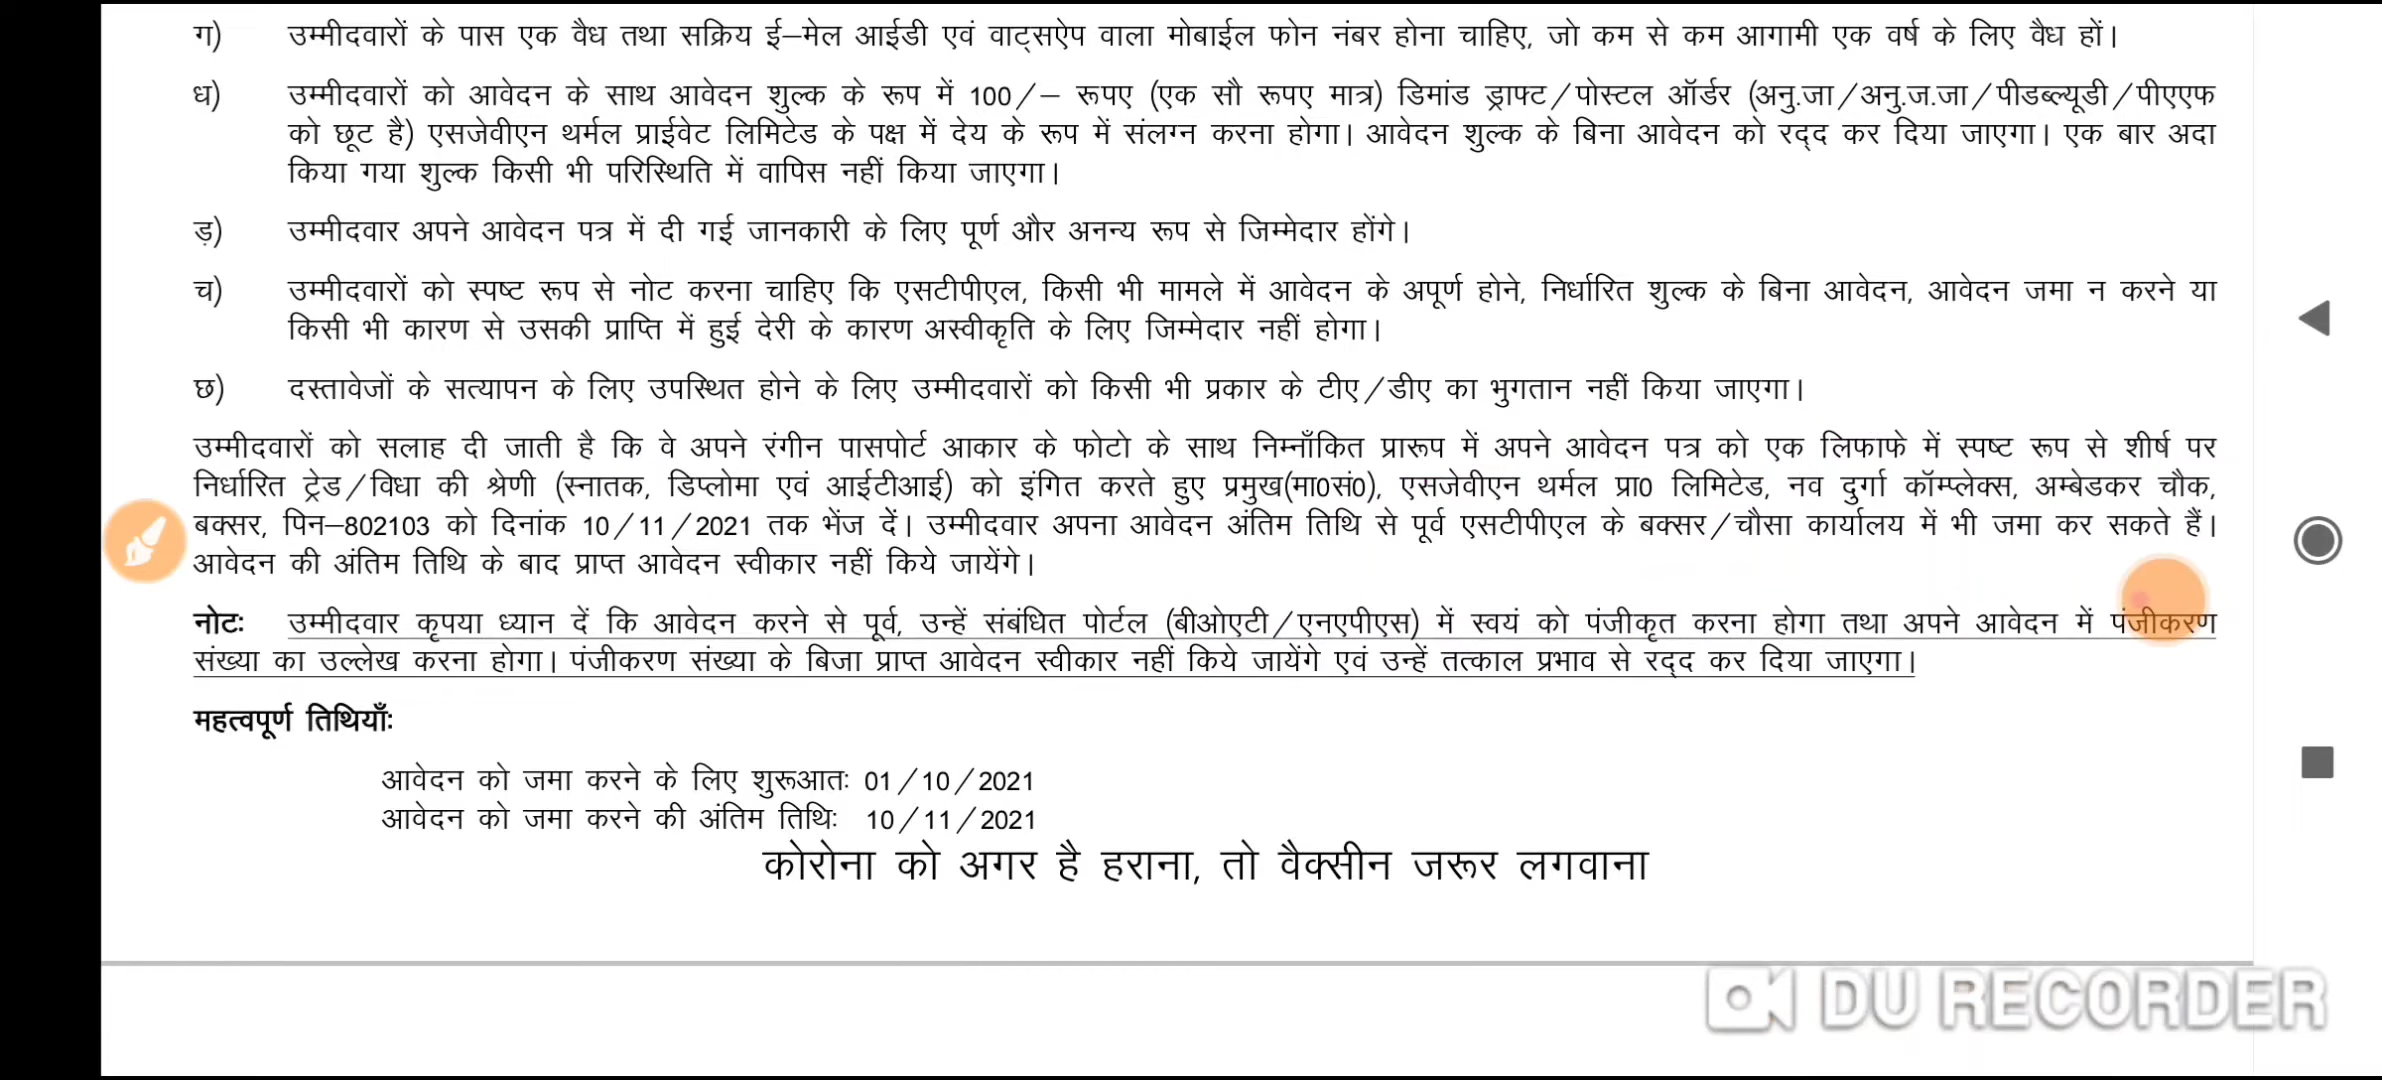 ग) उम्मीदवारों के पास एक वैध तथा सक्रिय ई–मेल आईडी एवं वाट्सऐप वाला मोबाईल फोन नंबर होना चाहिए, जो कम से कम आगामी एक वर्ष के लिए वैध हों।
ध) उम्मीदवारों को आवेदन के साथ आवेदन शुल्क के रूप में 100/– रूपए (एक सौ रूपए मात्र) डिमांड ड्राफ्ट/पोस्टल ऑर्डर (अनु.जा/अनु.ज.जा/पीडब्ल्यूडी/पीएएफ
को छूट है) एसजेवीएन थर्मल प्राईवेट लिमिटेड के पक्ष में देय के रूप में संलग्न करना होगा। आवेदन शुल्क के बिना आवेदन को रद्द कर दिया जाएगा। एक बार अदा
किया गया शुल्क किसी भी परिस्थिति में वापिस नहीं किया जाएगा।
ड़) उम्मीदवार अपने आवेदन पत्र में दी गई जानकारी के लिए पूर्ण और अनन्य रूप से जिम्मेदार होंगे।
च) उम्मीदवारों को स्पष्ट रूप से नोट करना चाहिए कि एसटीपीएल, किसी भी मामले में आवेदन के अपूर्ण होने, निर्धारित शुल्क के बिना आवेदन, आवेदन जमा न करने या
किसी भी कारण से उसकी प्राप्ति में हुई देरी के कारण अस्वीकृति के लिए जिम्मेदार नहीं होगा।
छ) दस्तावेजों के सत्यापन के लिए उपस्थित होने के लिए उम्मीदवारों को किसी भी प्रकार के टीए/डीए का भुगतान नहीं किया जाएगा।
उम्मीदवारों को सलाह दी जाती है कि वे अपने रंगीन पासपोर्ट आकार के फोटो के साथ निम्नाँकित प्रारूप में अपने आवेदन पत्र को एक लिफाफे में स्पष्ट रूप से शीर्ष पर
निर्धारित ट्रेड/विधा की श्रेणी (स्नातक, डिप्लोमा एवं आईटीआई) को इंगित करते हुए प्रमुख(मा0सं0), एसजेवीएन थर्मल प्रा0 लिमिटेड, नव दुर्गा कॉम्प्लेक्स, अम्बेडकर चौक,
बक्सर, पिन–802103 को दिनांक 10/11/2021 तक भेंज दें। उम्मीदवार अपना आवेदन अंतिम तिथि से पूर्व एसटीपीएल के बक्सर/चौसा कार्यालय में भी जमा कर सकते हैं।
आवेदन की अंतिम तिथि के बाद प्राप्त आवेदन स्वीकार नहीं किये जायेंगे।
नोटः उम्मीदवार कृपया ध्यान दें कि आवेदन करने से पूर्व, उन्हें संबंधित पोर्टल (बीओएटी/एनएपीएस) में स्वयं को पंजीकृत करना होगा तथा अपने आवेदन में पंजीकरण
संख्या का उल्लेख करना होगा। पंजीकरण संख्या के बिजा प्राप्त आवेदन स्वीकार नहीं किये जायेंगे एवं उन्हें तत्काल प्रभाव से रद्द कर दिया जाएगा।
महत्वपूर्ण तिथियाँः
आवेदन को जमा करने के लिए शुरूआतः 01/10/2021
आवेदन को जमा करने की अंतिम तिथिः 10/11/2021
कोरोना को अगर है हराना, तो वैक्सीन जरूर लगवाना
DU RECORDER